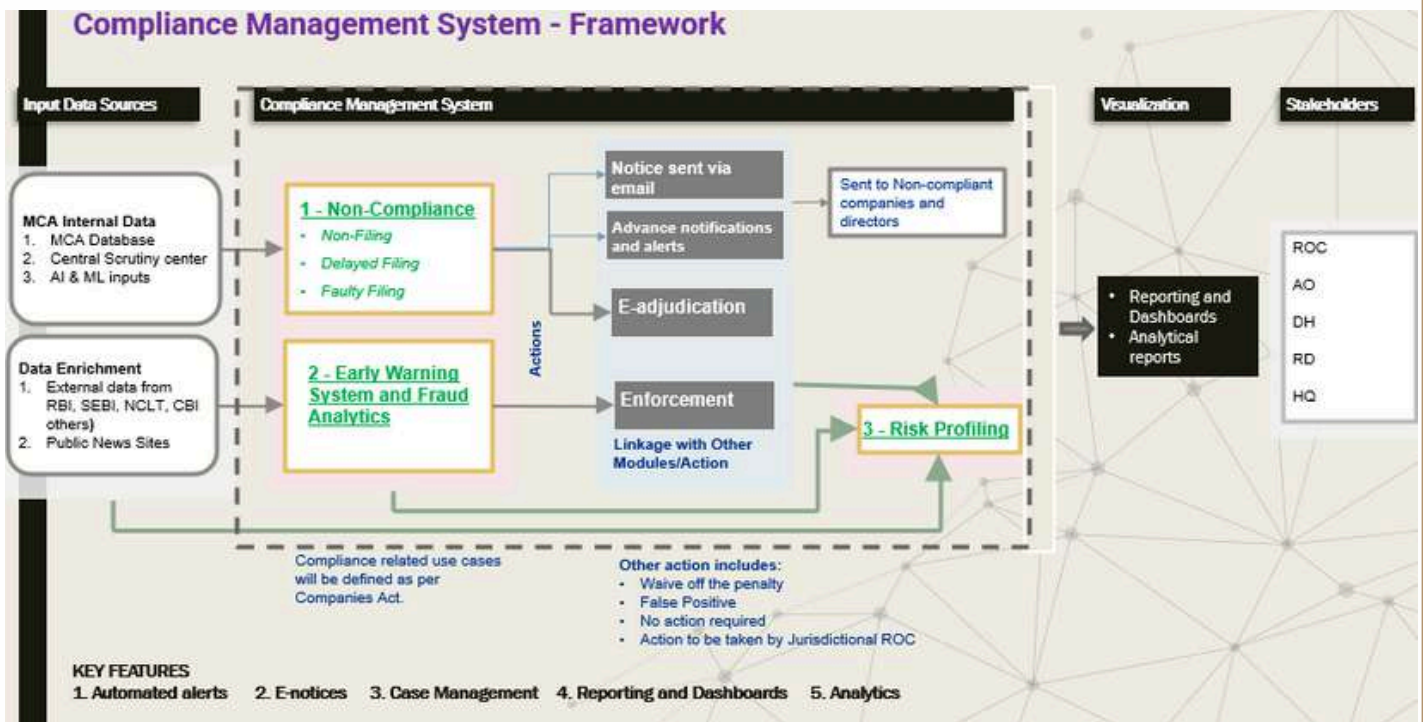 Compliance Management System - Framework
Input Data Sources
Compliance Management System
Visualization
Stakeholders
MCA Internal Data
1. MCA Database
2. Central Scrutiny center
3. AI & ML inputs
Data Enrichment
1. External data from
RBI, SEBI, NCLT, CBI
others)
2. Public News Sites
1 - Non-Compliance
• Non-Filing
• Delayed Filing
• Faulty Filing
2 - Early Warning
System and Fraud
Analytics
Actions
Notice sent via
email
Advance notifications
and alerts
E-adjudication
Enforcement
Linkage with Other
Modules/Action
Sent to Non-compliant
companies and
directors
3 - Risk Profiling
• Reporting and
Dashboards
• Analytical
reports
ROC
AO
DH
RD
HQ
Compliance related use cases
will be defined as per
Companies Act.
Other action includes:
• Waive off the penalty
• False Positive
• No action required
• Action to be taken by Jurisdictional ROC
KEY FEATURES
1. Automated alerts 2. E-notices 3. Case Management 4. Reporting and Dashboards 5. Analytics